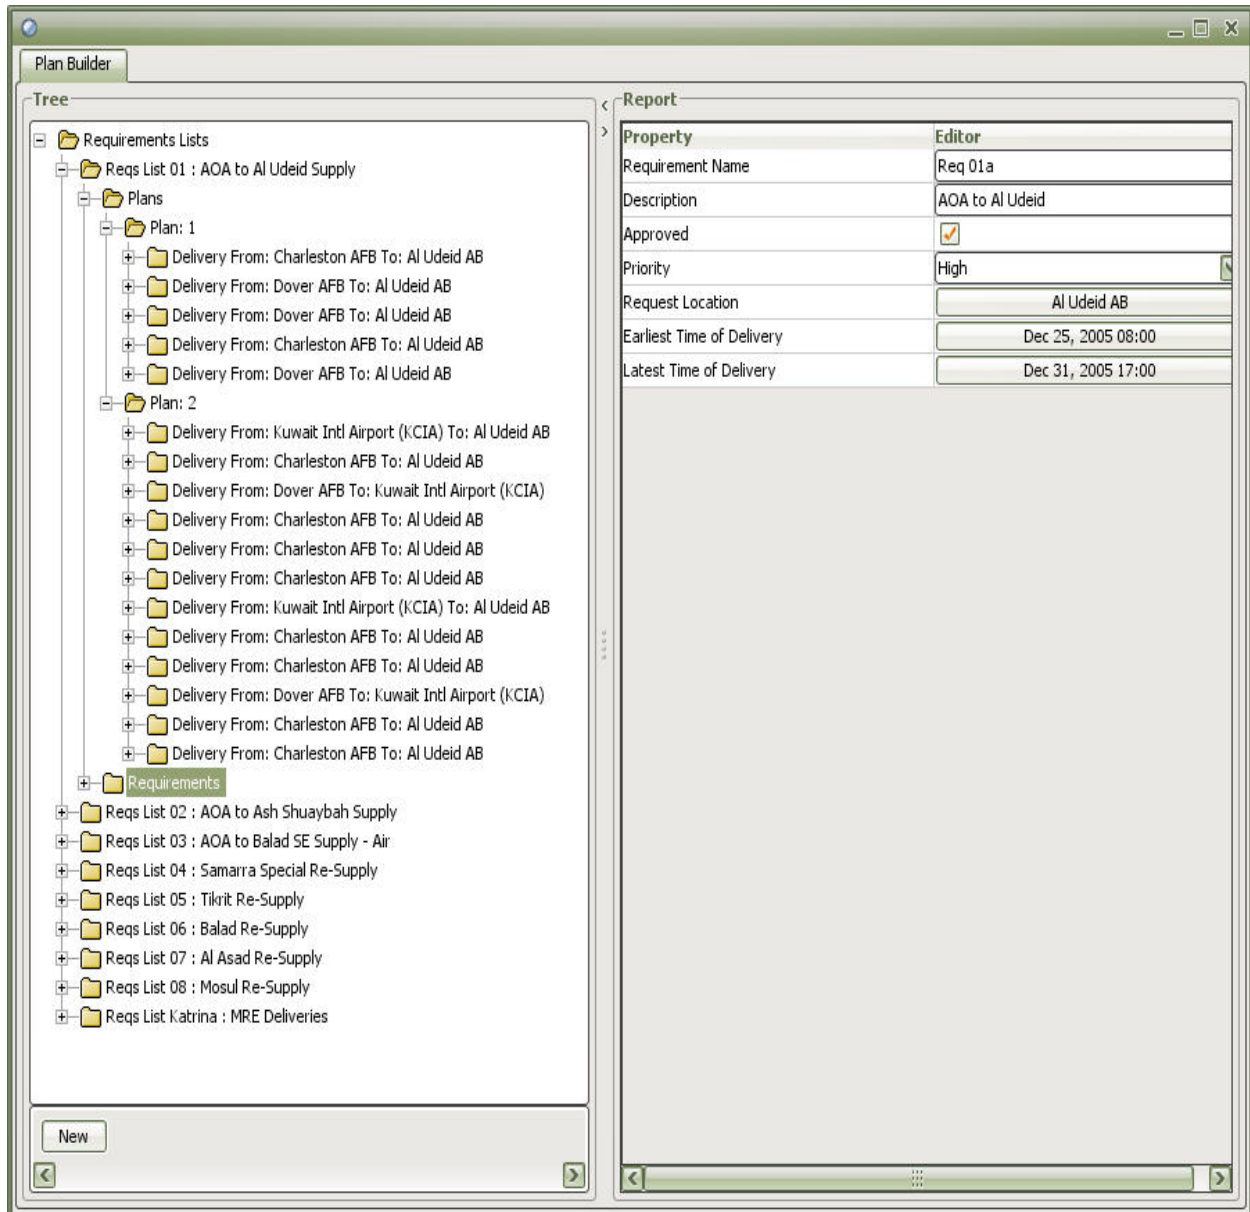 Plan Builder
Tree
Requirements Lists
Reqs List 01 : AOA to Al Udeid Supply
Plans
Plan: 1
Delivery From: Charleston AFB To: Al Udeid AB
Delivery From: Dover AFB To: Al Udeid AB
Delivery From: Dover AFB To: Al Udeid AB
Delivery From: Charleston AFB To: Al Udeid AB
Delivery From: Dover AFB To: Al Udeid AB
Plan: 2
Delivery From: Kuwait Intl Airport (KCIA) To: Al Udeid AB
Delivery From: Charleston AFB To: Al Udeid AB
Delivery From: Dover AFB To: Kuwait Intl Airport (KCIA)
Delivery From: Charleston AFB To: Al Udeid AB
Delivery From: Charleston AFB To: Al Udeid AB
Delivery From: Charleston AFB To: Al Udeid AB
Delivery From: Kuwait Intl Airport (KCIA) To: Al Udeid AB
Delivery From: Charleston AFB To: Al Udeid AB
Delivery From: Charleston AFB To: Al Udeid AB
Delivery From: Dover AFB To: Kuwait Intl Airport (KCIA)
Delivery From: Charleston AFB To: Al Udeid AB
Delivery From: Charleston AFB To: Al Udeid AB
Requirements
Reqs List 02 : AOA to Ash Shuaybah Supply
Reqs List 03 : AOA to Balad SE Supply - Air
Reqs List 04 : Samarra Special Re-Supply
Reqs List 05 : Tikrit Re-Supply
Reqs List 06 : Balad Re-Supply
Reqs List 07 : Al Asad Re-Supply
Reqs List 08 : Mosul Re-Supply
Reqs List Katrina : MRE Deliveries
New
Report
Property Editor
Requirement Name Req 01a
Description AOA to Al Udeid
Approved
Priority High
Request Location Al Udeid AB
Earliest Time of Delivery Dec 25, 2005 08:00
Latest Time of Delivery Dec 31, 2005 17:00